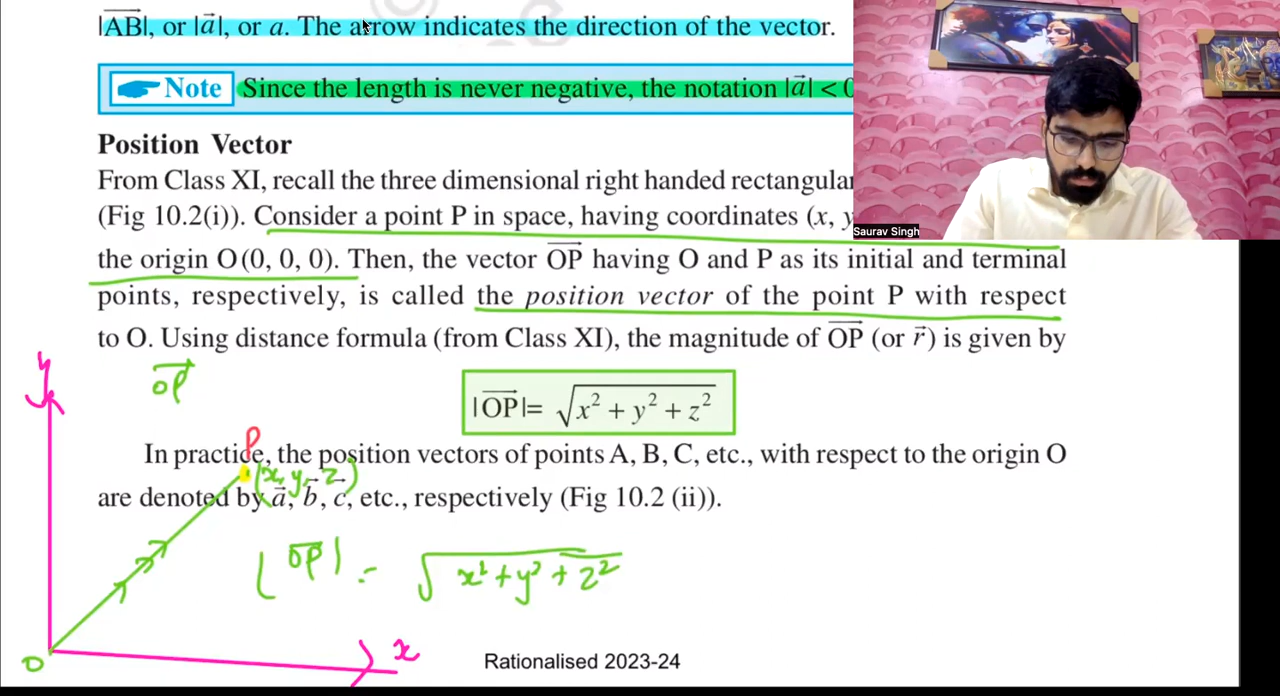 |AB|, or |a⃗|, or a. The arrow indicates the direction of the vector.
Note Since the length is never negative, the notation |a⃗| < 0
Position Vector
From Class XI, recall the three dimensional right handed rectangular
(Fig 10.2(i)). Consider a point P in space, having coordinates (x, y
Saurav Singh
the origin O(0, 0, 0). Then, the vector OP having O and P as its initial and terminal
points, respectively, is called the position vector of the point P with respect
to O. Using distance formula (from Class XI), the magnitude of OP (or r⃗) is given by
y
OP
|OP|= √x² + y² + z²
P
In practice, the position vectors of points A, B, C, etc., with respect to the origin O
(x, y, z)
are denoted by a⃗, b⃗, c⃗, etc., respectively (Fig 10.2 (ii)).
|OP| = √x² + y² + z²
O
x
Rationalised 2023-24